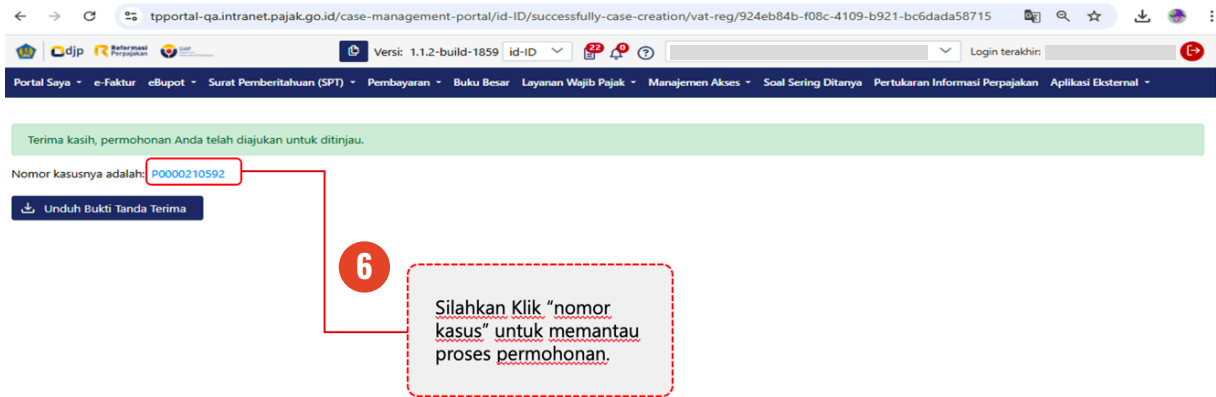 tpportal-qa.intranet.pajak.go.id/case-management-portal/id-ID/successfully-case-creation/vat-reg/924eb84b-f08c-4109-b921-bc6dada58715
djp Reformasi Perpajakan Versi: 1.1.2-build-1859 id-ID 22 9 Login terakhir:
Portal Saya e-Faktur eBupot Surat Pemberitahuan (SPT) Pembayaran Buku Besar Layanan Wajib Pajak Manajemen Akses Soal Sering Ditanya Pertukaran Informasi Perpajakan Aplikasi Eksternal
Terima kasih, permohonan Anda telah diajukan untuk ditinjau.
Nomor kasusnya adalah: P0000210592
Unduh Bukti Tanda Terima
6
Silahkan Klik “nomor
kasus” untuk memantau
proses permohonan.